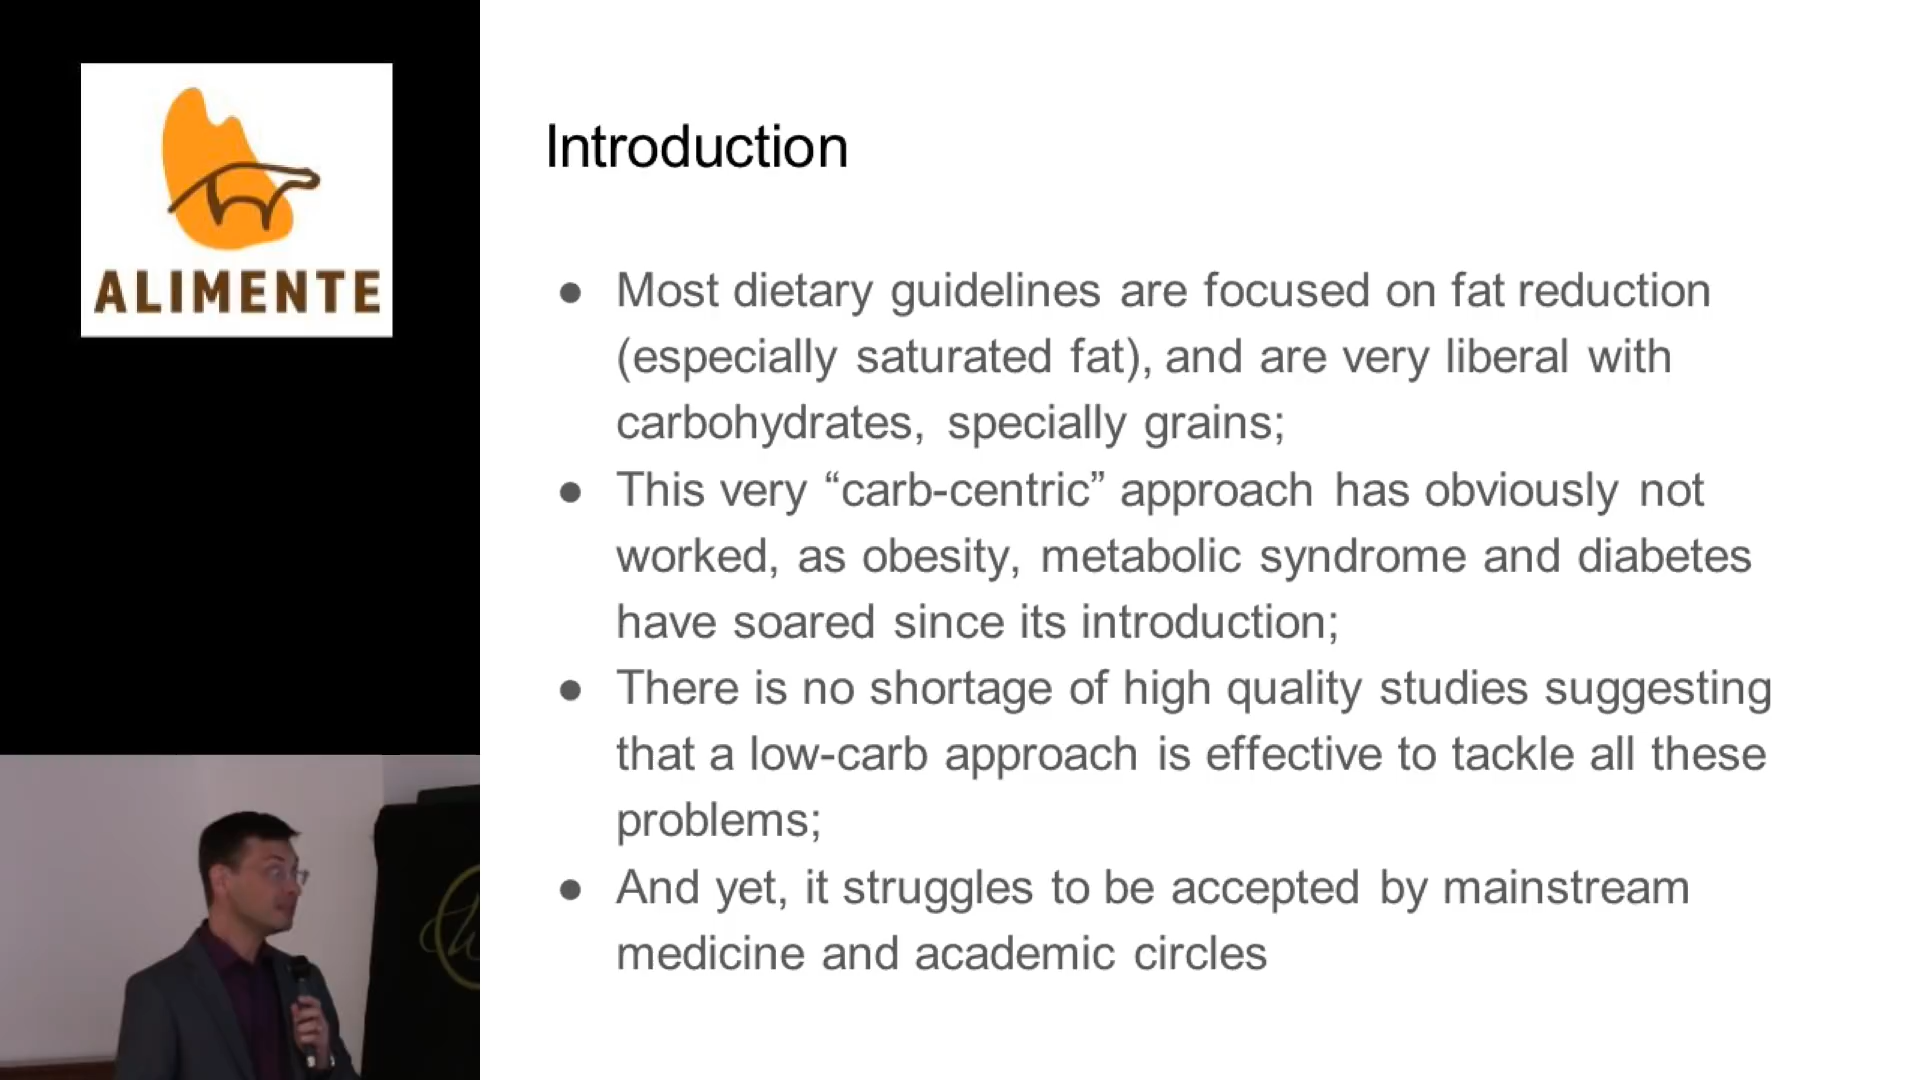 ALIMENTE
Introduction
● Most dietary guidelines are focused on fat reduction
(especially saturated fat), and are very liberal with
carbohydrates, specially grains;
● This very “carb-centric” approach has obviously not
worked, as obesity, metabolic syndrome and diabetes
have soared since its introduction;
● There is no shortage of high quality studies suggesting
that a low-carb approach is effective to tackle all these
problems;
● And yet, it struggles to be accepted by mainstream
medicine and academic circles